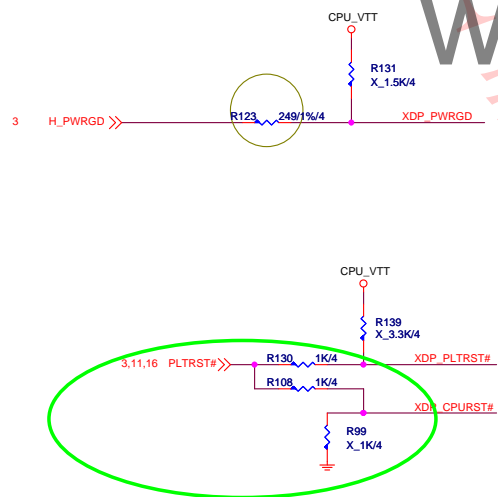 CPU_VTT
W
R131
X_1.5K/4
R123 249/1%/4
XDP_PWRGD
3 H_PWRGD
CPU_VTT
R139
X_3.3K/4
3,11,16 PLTRST#
R130 1K/4
XDP_PLTRST#
R108 1K/4
XDP_CPURST#
R99
X_1K/4